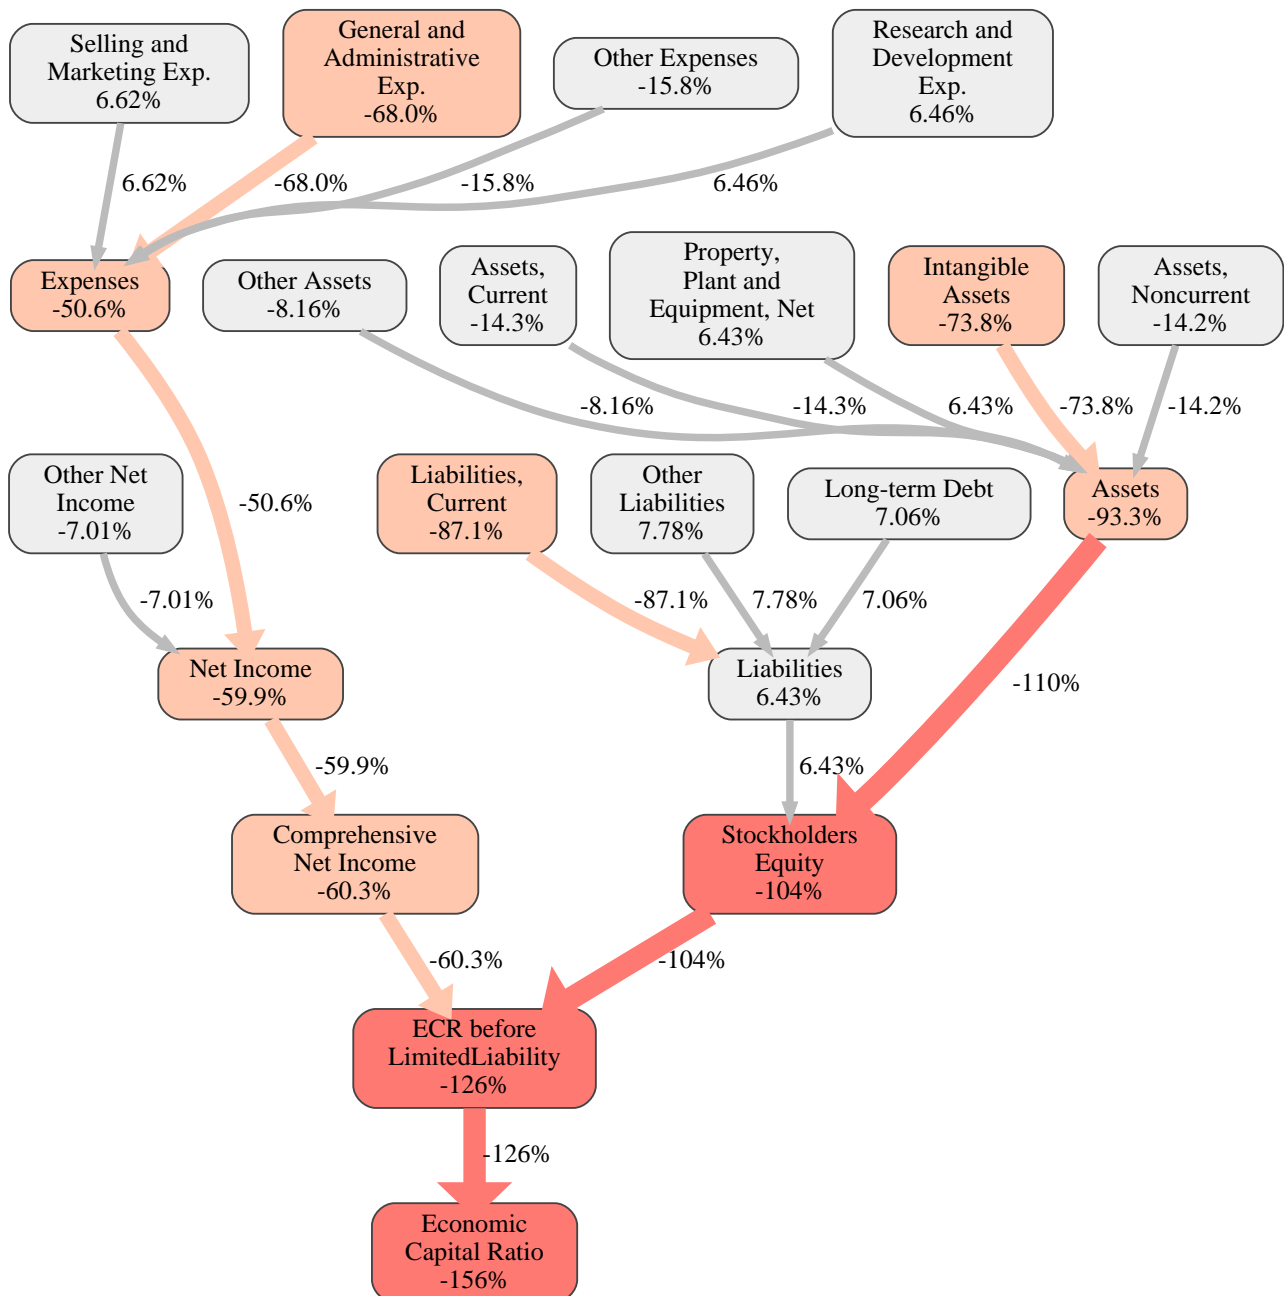 Selling and
Marketing Exp.
6.62%
General and
Administrative
Exp.
-68.0%
Other Expenses
-15.8%
Research and
Development
Exp.
6.46%
6.62%
-68.0%
-15.8%
6.46%
Expenses
-50.6%
Other Assets
-8.16%
Assets,
Current
-14.3%
Property,
Plant and
Equipment, Net
6.43%
Intangible
Assets
-73.8%
Assets,
Noncurrent
-14.2%
-8.16%
-14.3%
6.43%
-73.8%
-14.2%
Other Net
Income
-7.01%
-50.6%
Liabilities,
Current
-87.1%
Other
Liabilities
7.78%
Long-term Debt
7.06%
Assets
-93.3%
-7.01%
-87.1%
7.78%
7.06%
Net Income
-59.9%
Liabilities
6.43%
-110%
-59.9%
6.43%
Comprehensive
Net Income
-60.3%
Stockholders
Equity
-104%
-60.3%
-104%
ECR before
LimitedLiability
-126%
-126%
Economic
Capital Ratio
-156%